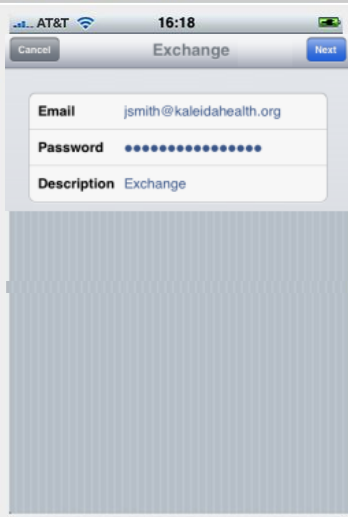 AT&T 16:18
Cancel Exchange Next
Email jsmith@kaleidahealth.org
Password ●●●●●●●●●●●●●●●●
Description Exchange